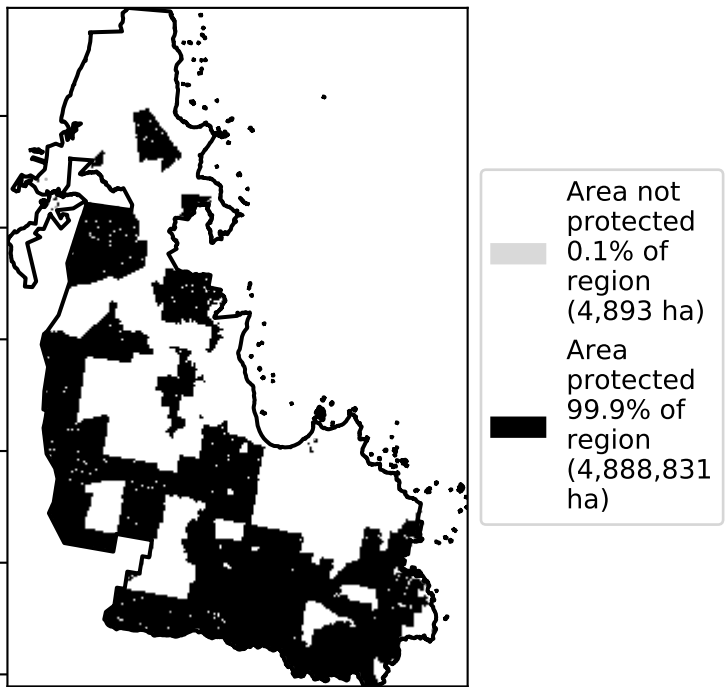 Area not
protected
0.1% of
region
(4,893 ha)
Area
protected
99.9% of
region
(4,888,831
ha)